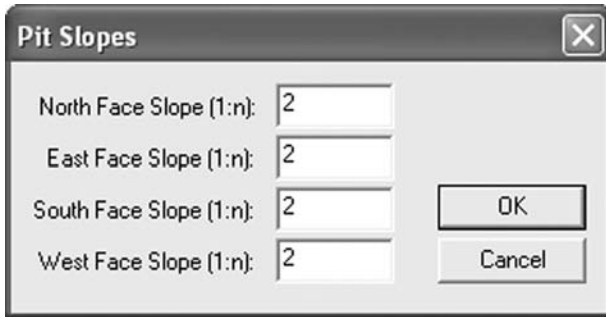 Pit Slopes
North Face Slope (1:n): 2
East Face Slope (1:n): 2
South Face Slope (1:n): 2
OK
West Face Slope (1:n): 2
Cancel